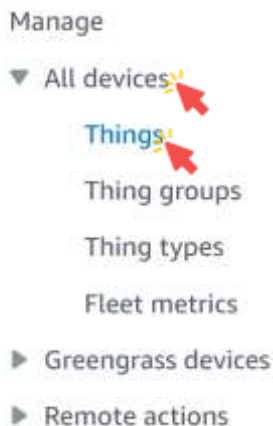 Manage
All devices
Things
Thing groups
Thing types
Fleet metrics
Greengrass devices
Remote actions